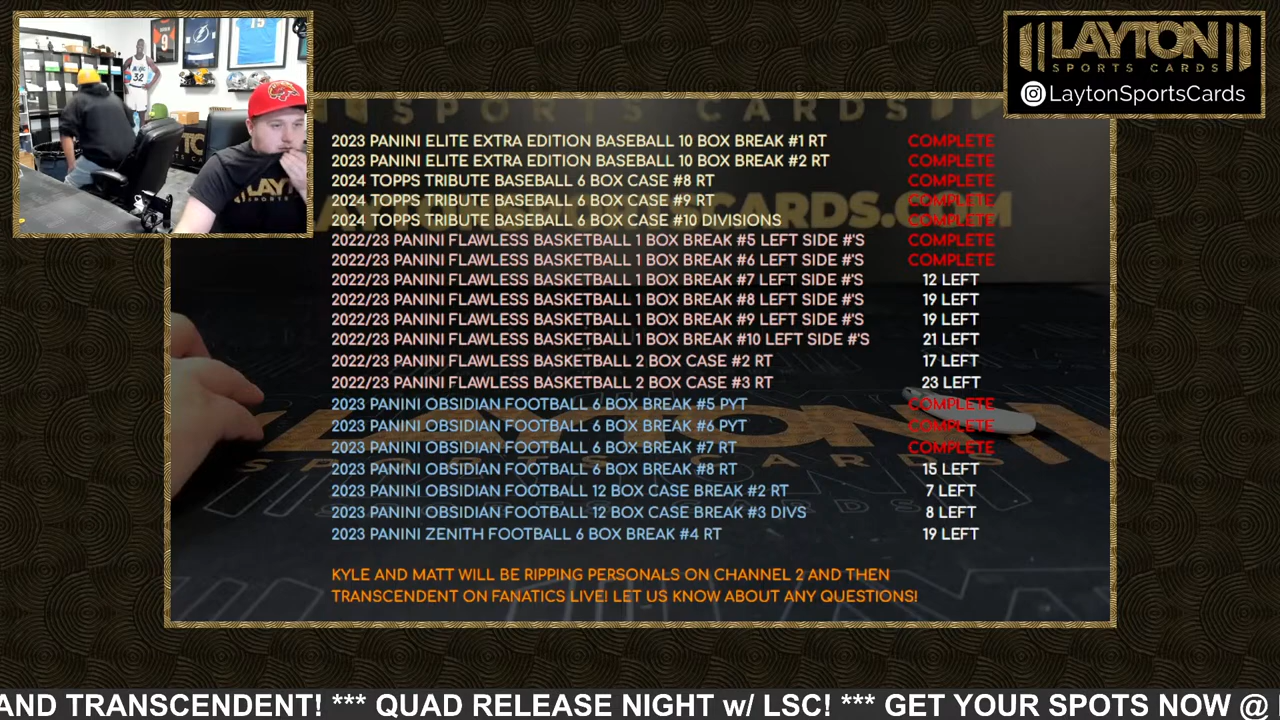 LAYTON
SPORTS CARDS
LaytonSportsCards
2023 PANINI ELITE EXTRA EDITION BASEBALL 10 BOX BREAK #1 RT COMPLETE
2023 PANINI ELITE EXTRA EDITION BASEBALL 10 BOX BREAK #2 RT COMPLETE
2024 TOPPS TRIBUTE BASEBALL 6 BOX CASE #8 RT COMPLETE
2024 TOPPS TRIBUTE BASEBALL 6 BOX CASE #9 RT COMPLETE
2024 TOPPS TRIBUTE BASEBALL 6 BOX CASE #10 DIVISIONS COMPLETE
2022/23 PANINI FLAWLESS BASKETBALL 1 BOX BREAK #5 LEFT SIDE #'S COMPLETE
2022/23 PANINI FLAWLESS BASKETBALL 1 BOX BREAK #6 LEFT SIDE #'S COMPLETE
2022/23 PANINI FLAWLESS BASKETBALL 1 BOX BREAK #7 LEFT SIDE #'S 12 LEFT
2022/23 PANINI FLAWLESS BASKETBALL 1 BOX BREAK #8 LEFT SIDE #'S 19 LEFT
2022/23 PANINI FLAWLESS BASKETBALL 1 BOX BREAK #9 LEFT SIDE #'S 19 LEFT
2022/23 PANINI FLAWLESS BASKETBALL 1 BOX BREAK #10 LEFT SIDE #'S 21 LEFT
2022/23 PANINI FLAWLESS BASKETBALL 2 BOX CASE #2 RT 17 LEFT
2022/23 PANINI FLAWLESS BASKETBALL 2 BOX CASE #3 RT 23 LEFT
2023 PANINI OBSIDIAN FOOTBALL 6 BOX BREAK #5 PYT COMPLETE
2023 PANINI OBSIDIAN FOOTBALL 6 BOX BREAK #6 PYT COMPLETE
2023 PANINI OBSIDIAN FOOTBALL 6 BOX BREAK #7 RT COMPLETE
2023 PANINI OBSIDIAN FOOTBALL 6 BOX BREAK #8 RT 15 LEFT
2023 PANINI OBSIDIAN FOOTBALL 12 BOX CASE BREAK #2 RT 7 LEFT
2023 PANINI OBSIDIAN FOOTBALL 12 BOX CASE BREAK #3 DIVS 8 LEFT
2023 PANINI ZENITH FOOTBALL 6 BOX BREAK #4 RT 19 LEFT
KYLE AND MATT WILL BE RIPPING PERSONALS ON CHANNEL 2 AND THEN
TRANSCENDENT ON FANATICS LIVE! LET US KNOW ABOUT ANY QUESTIONS!
AND TRANSCENDENT! *** QUAD RELEASE NIGHT w/ LSC! *** GET YOUR SPOTS NOW @